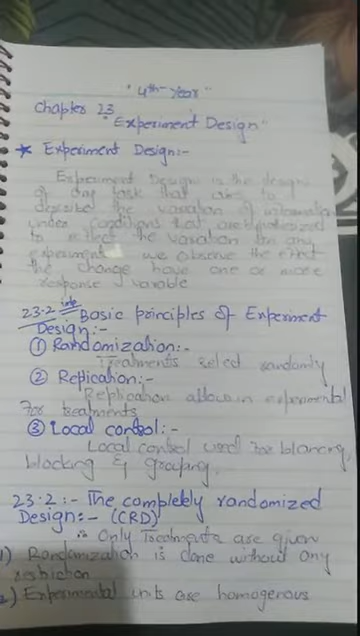 "4th-Year"
Chapter 23
"Experiment Design"
* Experiment Design:-
Experiment Design is the design
of any task that aims to
describe the variation of information
under conditions that are hypothesized
to reflect the variation In any
experiment we observe the effect
the change have one or more
response variable
23.2 Basic principles of Experiment
Design:-
① Randomization:-
Treatments select randomly
② Replication:-
Replication allow in experimental
For treatments
③ Local control:-
Local control used for blancing,
blocking & grouping.
23.2:- The completely randomized
Design:- (CRD)
Only Treatments are given
1) Randomization is done without any
restriction
2) Experimental units are homogenous